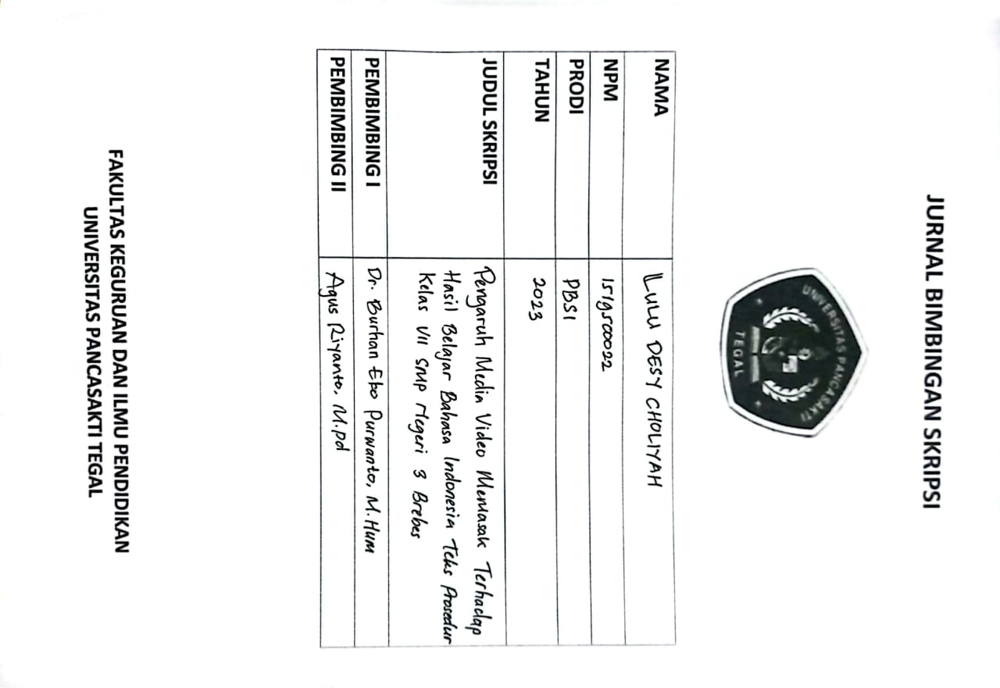 JURNAL BIMBINGAN SKRIPSI
UNIVERSITAS PANCASAKTI
TEGAL
NAMA LULU DESY CHOLIYAH
NPM 1519500022
PRODI PBSI
TAHUN 2023
JUDUL SKRIPSI Pengaruh Media Video Memasak Terhadap
Hasil Belajar Bahasa Indonesia Teks Prosedur
Kelas VII SMP Negeri 3 Brebes
PEMBIMBING I Dr. Burhan Eko Purwanto, M.Hum
PEMBIMBING II Agus Riyanto, M.pd
FAKULTAS KEGURUAN DAN ILMU PENDIDIKAN
UNIVERSITAS PANCASAKTI TEGAL